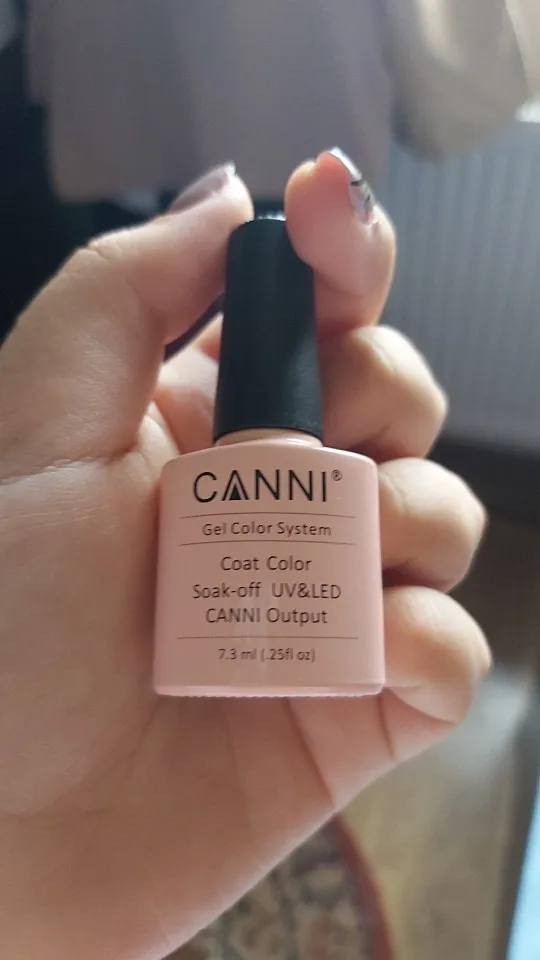 CANNI®
Gel Color System
Coat Color
Soak-off UV&LED
CANNI Output
7.3 ml (.25fl oz)